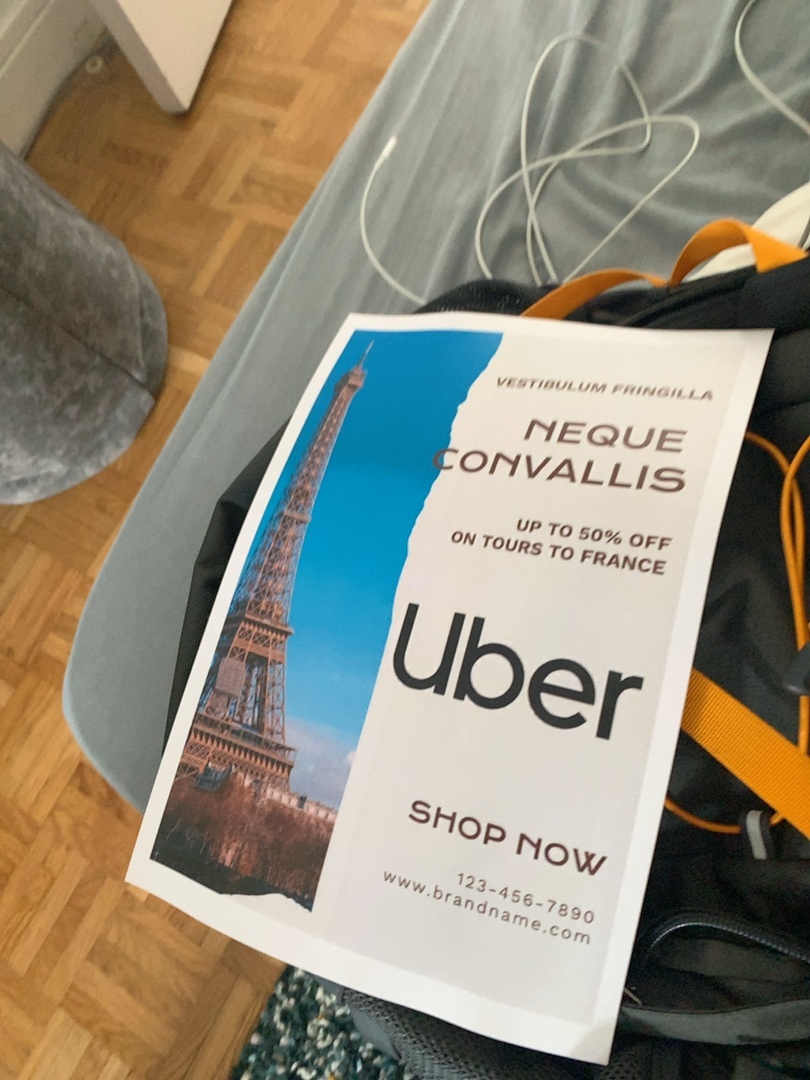 VESTIBULUM FRINGILLA
NEQUE
CONVALLIS
UP TO 50% OFF
ON TOURS TO FRANCE
Uber
SHOP NOW
123-456-7890
www.brandname.com